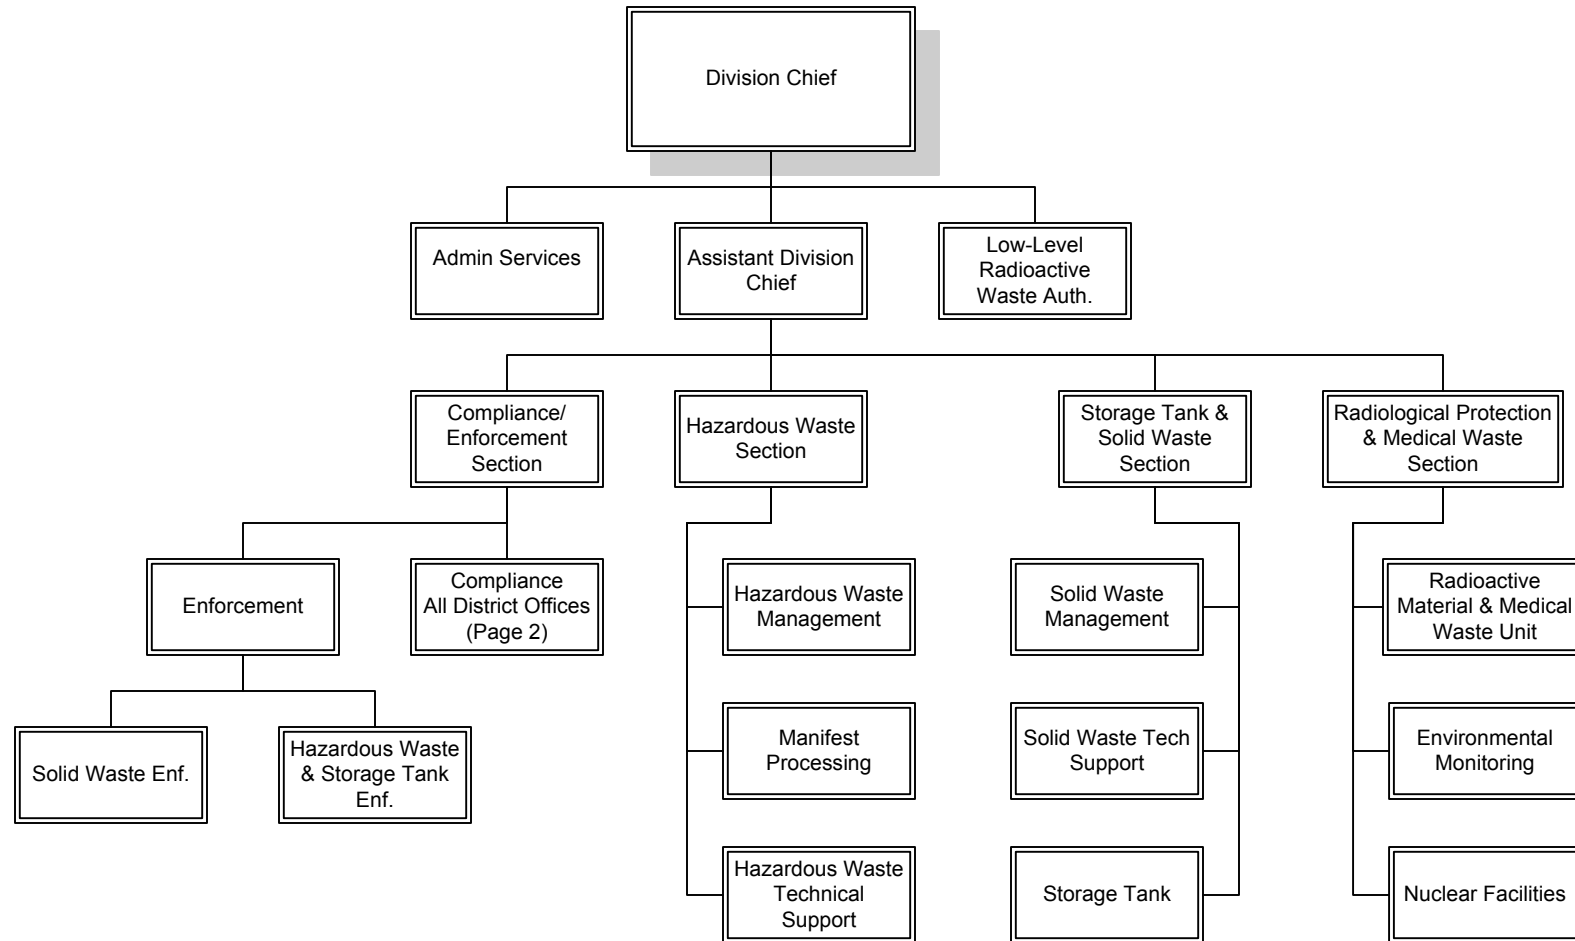 Division Chief
Admin Services
Assistant Division
Chief
Low-Level
Radioactive
Waste Auth.
Compliance/
Enforcement
Section
Hazardous Waste
Section
Storage Tank &
Solid Waste
Section
Radiological Protection
& Medical Waste
Section
Enforcement
Compliance
All District Offices
(Page 2)
Hazardous Waste
Management
Solid Waste
Management
Radioactive
Material & Medical
Waste Unit
Solid Waste Enf.
Hazardous Waste
& Storage Tank
Enf.
Manifest
Processing
Solid Waste Tech
Support
Environmental
Monitoring
Hazardous Waste
Technical
Support
Storage Tank
Nuclear Facilities